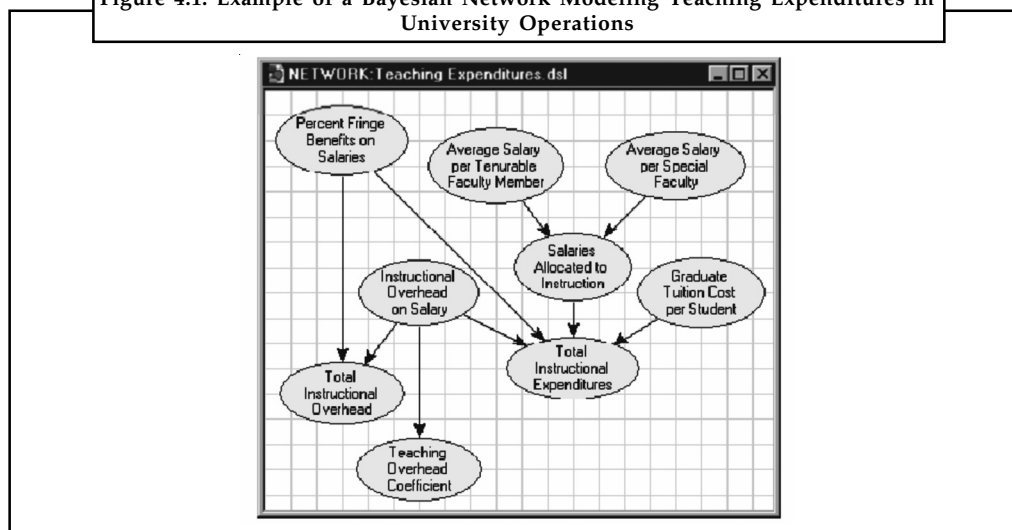 Figure 4.1. Example of a Bayesian Network Modeling Teaching Expenditures in
University Operations
NETWORK:Teaching Expenditures.dsl
Percent Fringe
Benefits on
Salaries
Average Salary
per Tenurable
Faculty Member
Average Salary
per Special
Faculty
Salaries
Allocated to
Instruction
Instructional
Overhead
on Salary
Graduate
Tuition Cost
per Student
Total
Instructional
Overhead
Total
Instructional
Expenditures
Teaching
Overhead
Coefficient